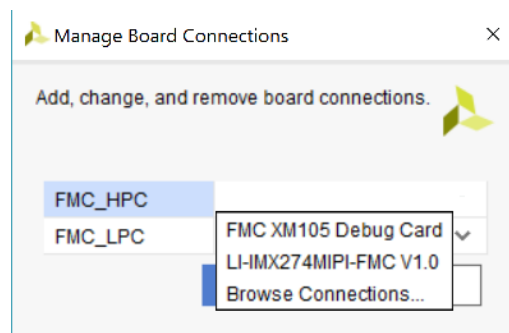 Manage Board Connections
Add, change, and remove board connections.
FMC_HPC
FMC_LPC
FMC XM105 Debug Card
LI-IMX274MIPI-FMC V1.0
Browse Connections...